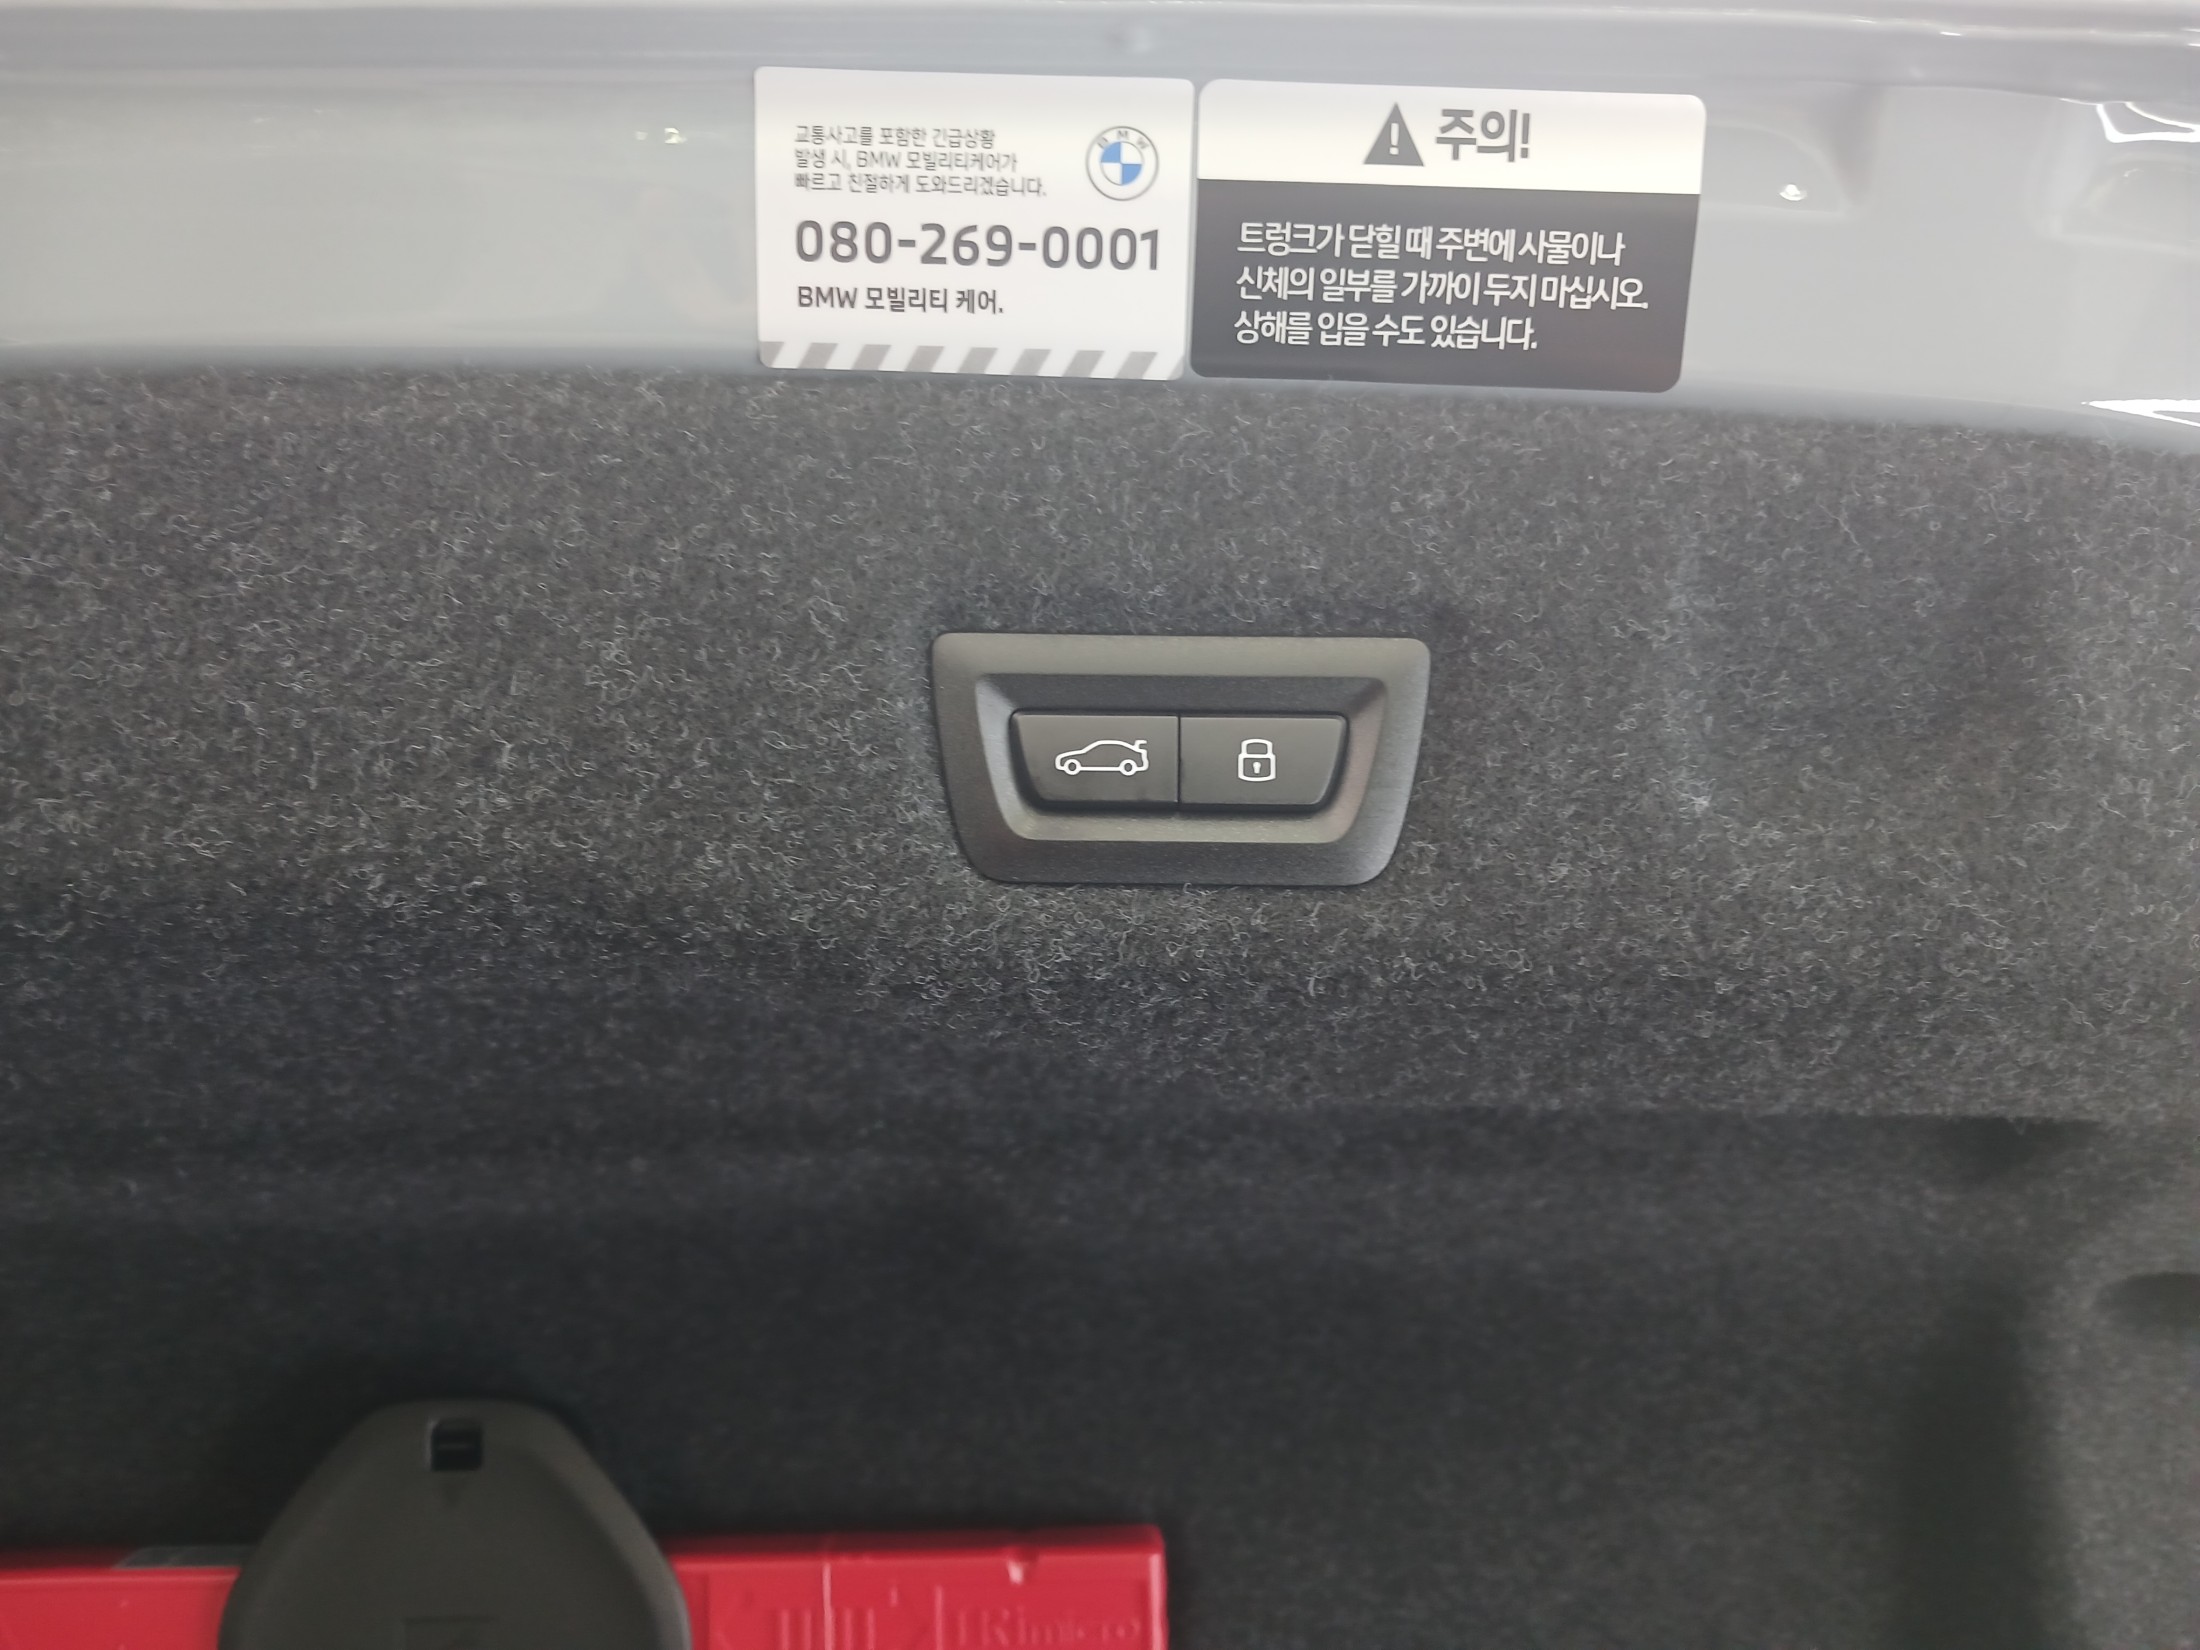 교통사고를 포함한 긴급상황
발생 시, BMW 모빌리티케어가
빠르고 친절하게 도와드리겠습니다.
BMW
080-269-0001
BMW 모빌리티 케어.
주의!
트렁크가 닫힐 때 주변에 사물이나
신체의 일부를 가까이 두지 마십시오.
상해를 입을 수도 있습니다.
TRimicro